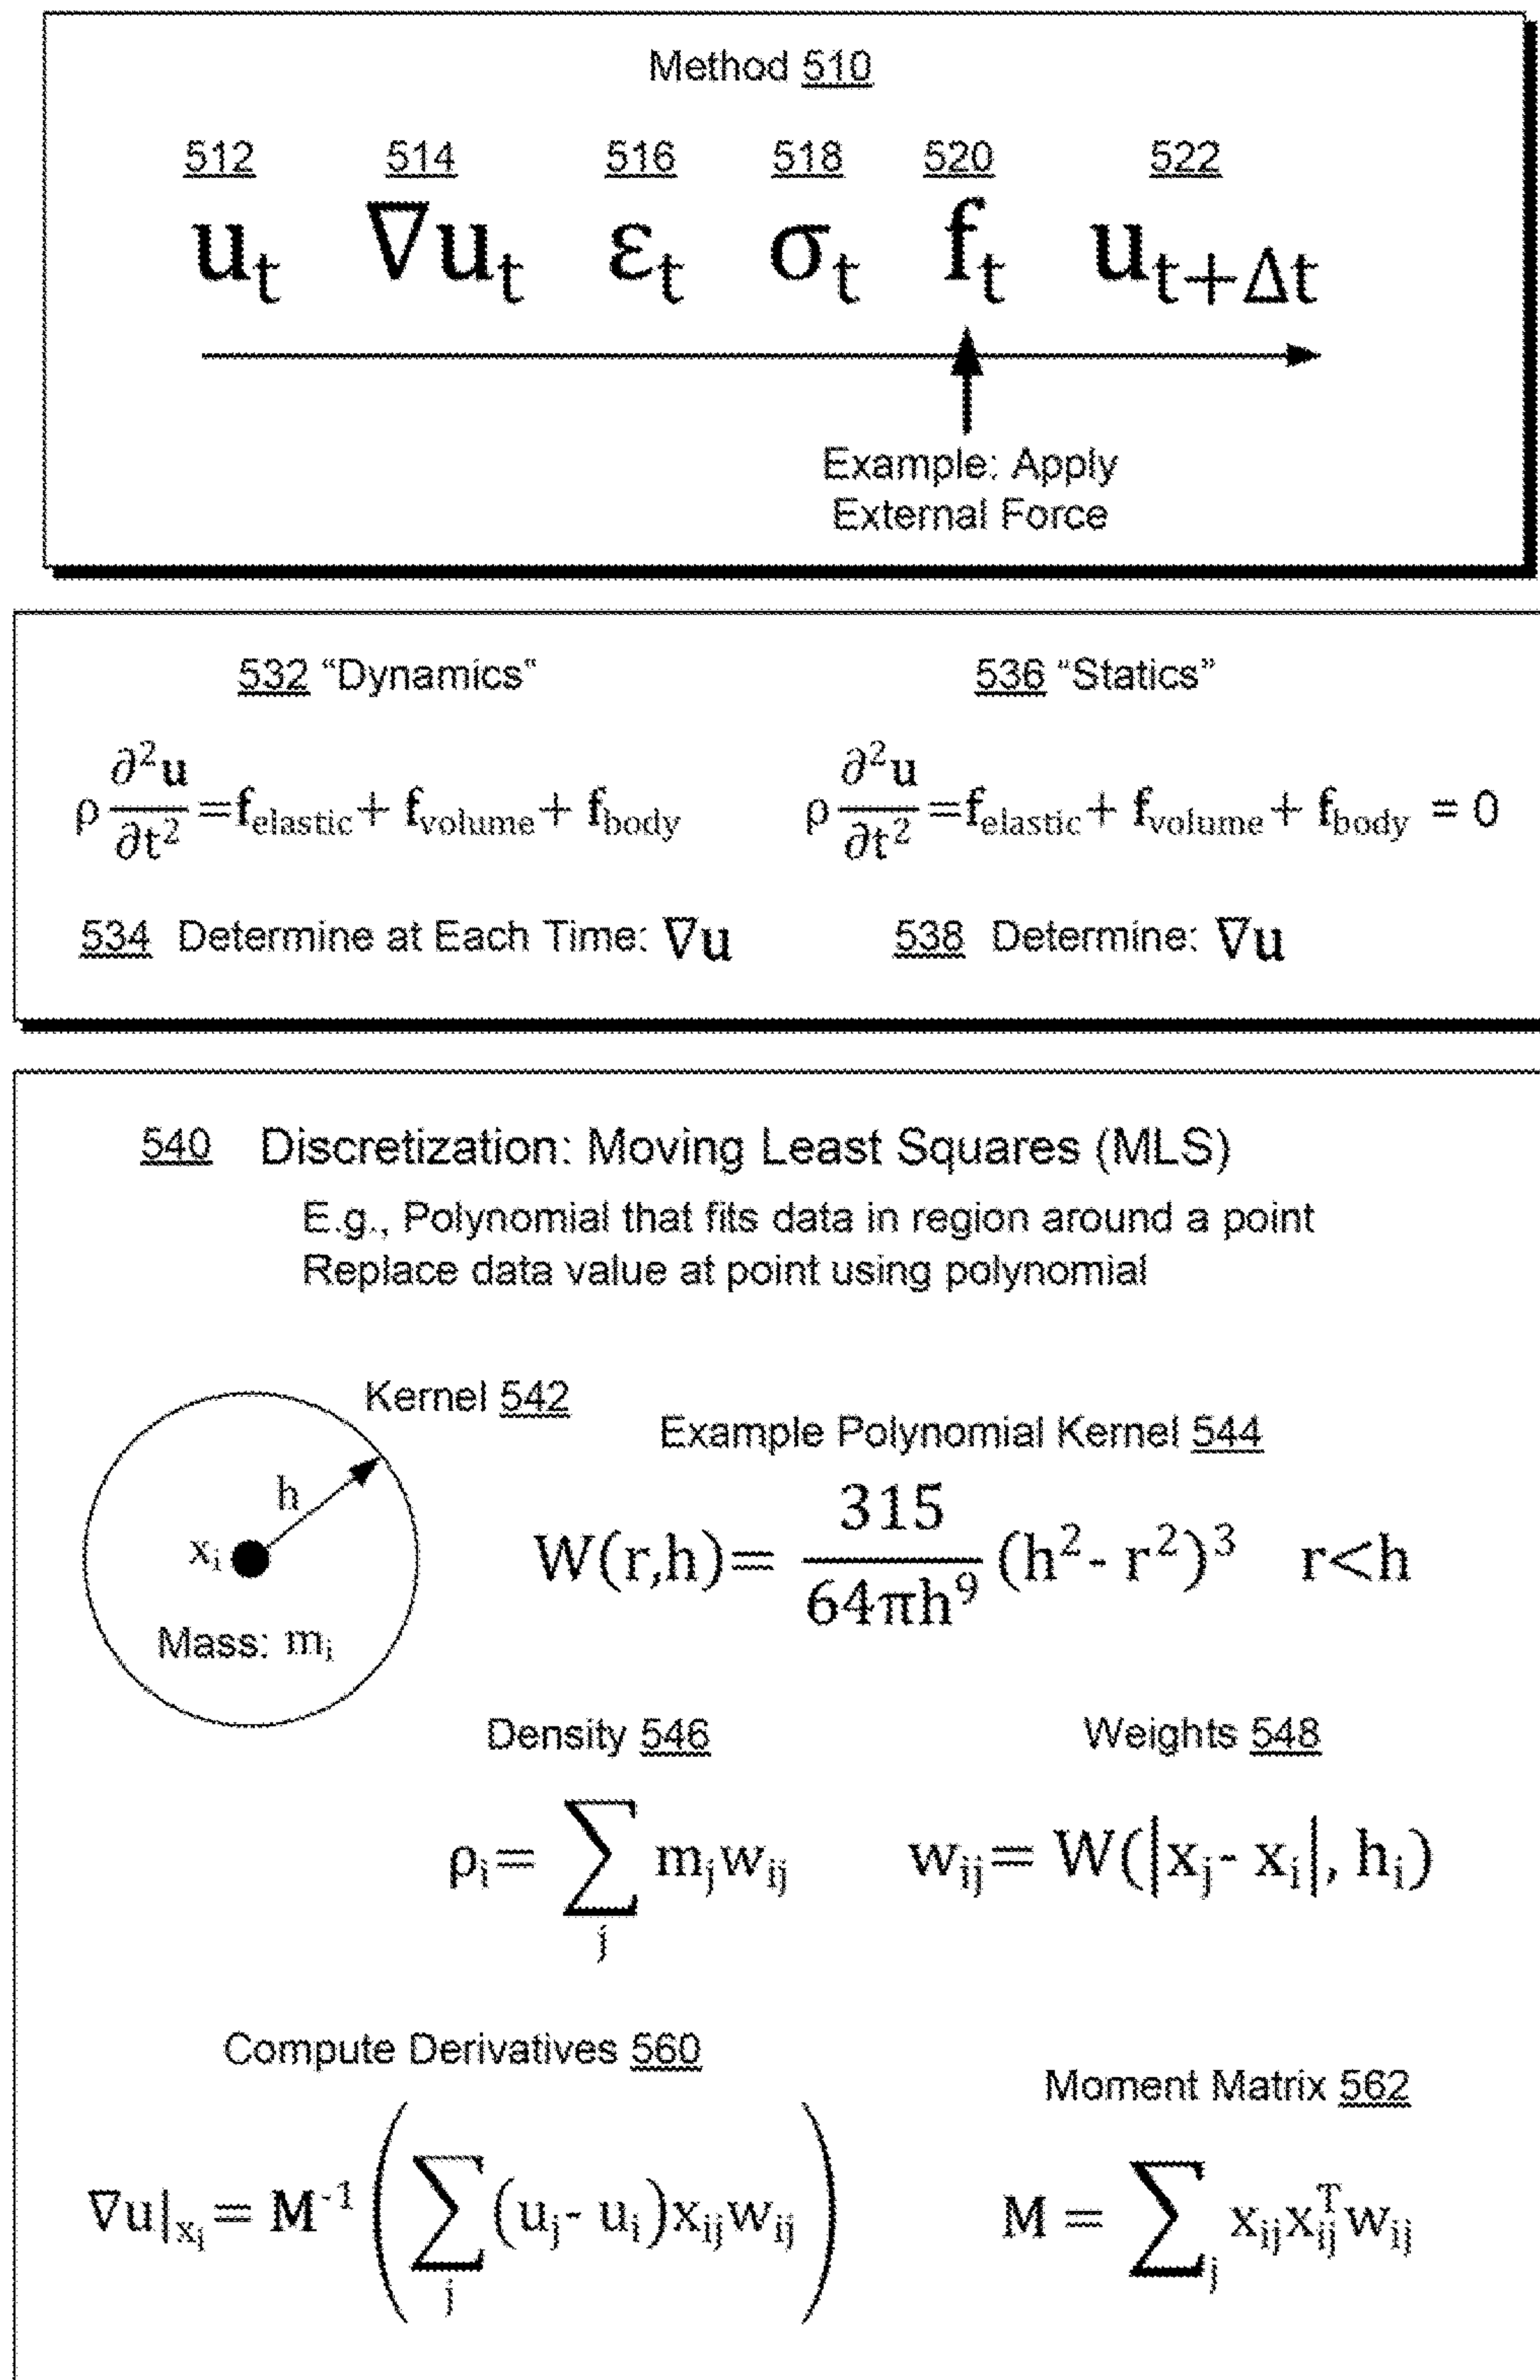 Method 510
512 514 516 518 520 522
u_t ∇u_t ε_t σ_t f_t u_{t+Δt}
Example: Apply
External Force
532 “Dynamics“
ρ ∂²u/∂t² = f_elastic + f_volume + f_body
534 Determine at Each Time: ∇u
536 “Statics”
ρ ∂²u/∂t² = f_elastic + f_volume + f_body = 0
538 Determine: ∇u
540 Discretization: Moving Least Squares (MLS)
E.g., Polynomial that fits data in region around a point
Replace data value at point using polynomial
Kernel 542
h
x_i
Mass: m_i
Example Polynomial Kernel 544
W(r,h)= 315/(64πh⁹) (h²- r²)³ r<h
Density 546
ρ_i = ∑_j m_j w_ij
Weights 548
w_ij = W(|x_j - x_i|, h_i)
Compute Derivatives 560
∇u|_{x_i} = M⁻¹ (∑_j (u_j - u_i)x_ij w_ij)
Moment Matrix 562
M = ∑_j x_ij x_ij^T w_ij